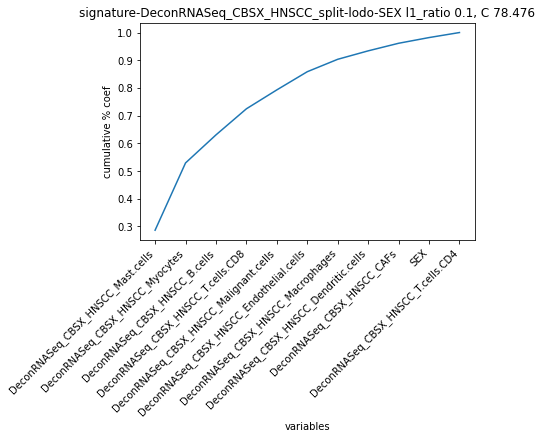 signature-DeconRNASeq_CBSX_HNSCC_split-lodo-SEX l1_ratio 0.1, C 78.476
cumulative % coef
1.0
0.9
0.8
0.7
0.6
0.5
0.4
0.3
DeconRNASeq_CBSX_HNSCC_Mast.cells
DeconRNASeq_CBSX_HNSCC_Myocytes
DeconRNASeq_CBSX_HNSCC_B.cells
DeconRNASeq_CBSX_HNSCC_T.cells.CD8
DeconRNASeq_CBSX_HNSCC_Malignant.cells
DeconRNASeq_CBSX_HNSCC_Endothelial.cells
DeconRNASeq_CBSX_HNSCC_Macrophages
DeconRNASeq_CBSX_HNSCC_Dendritic.cells
DeconRNASeq_CBSX_HNSCC_CAFs
SEX
DeconRNASeq_CBSX_HNSCC_T.cells.CD4
variables